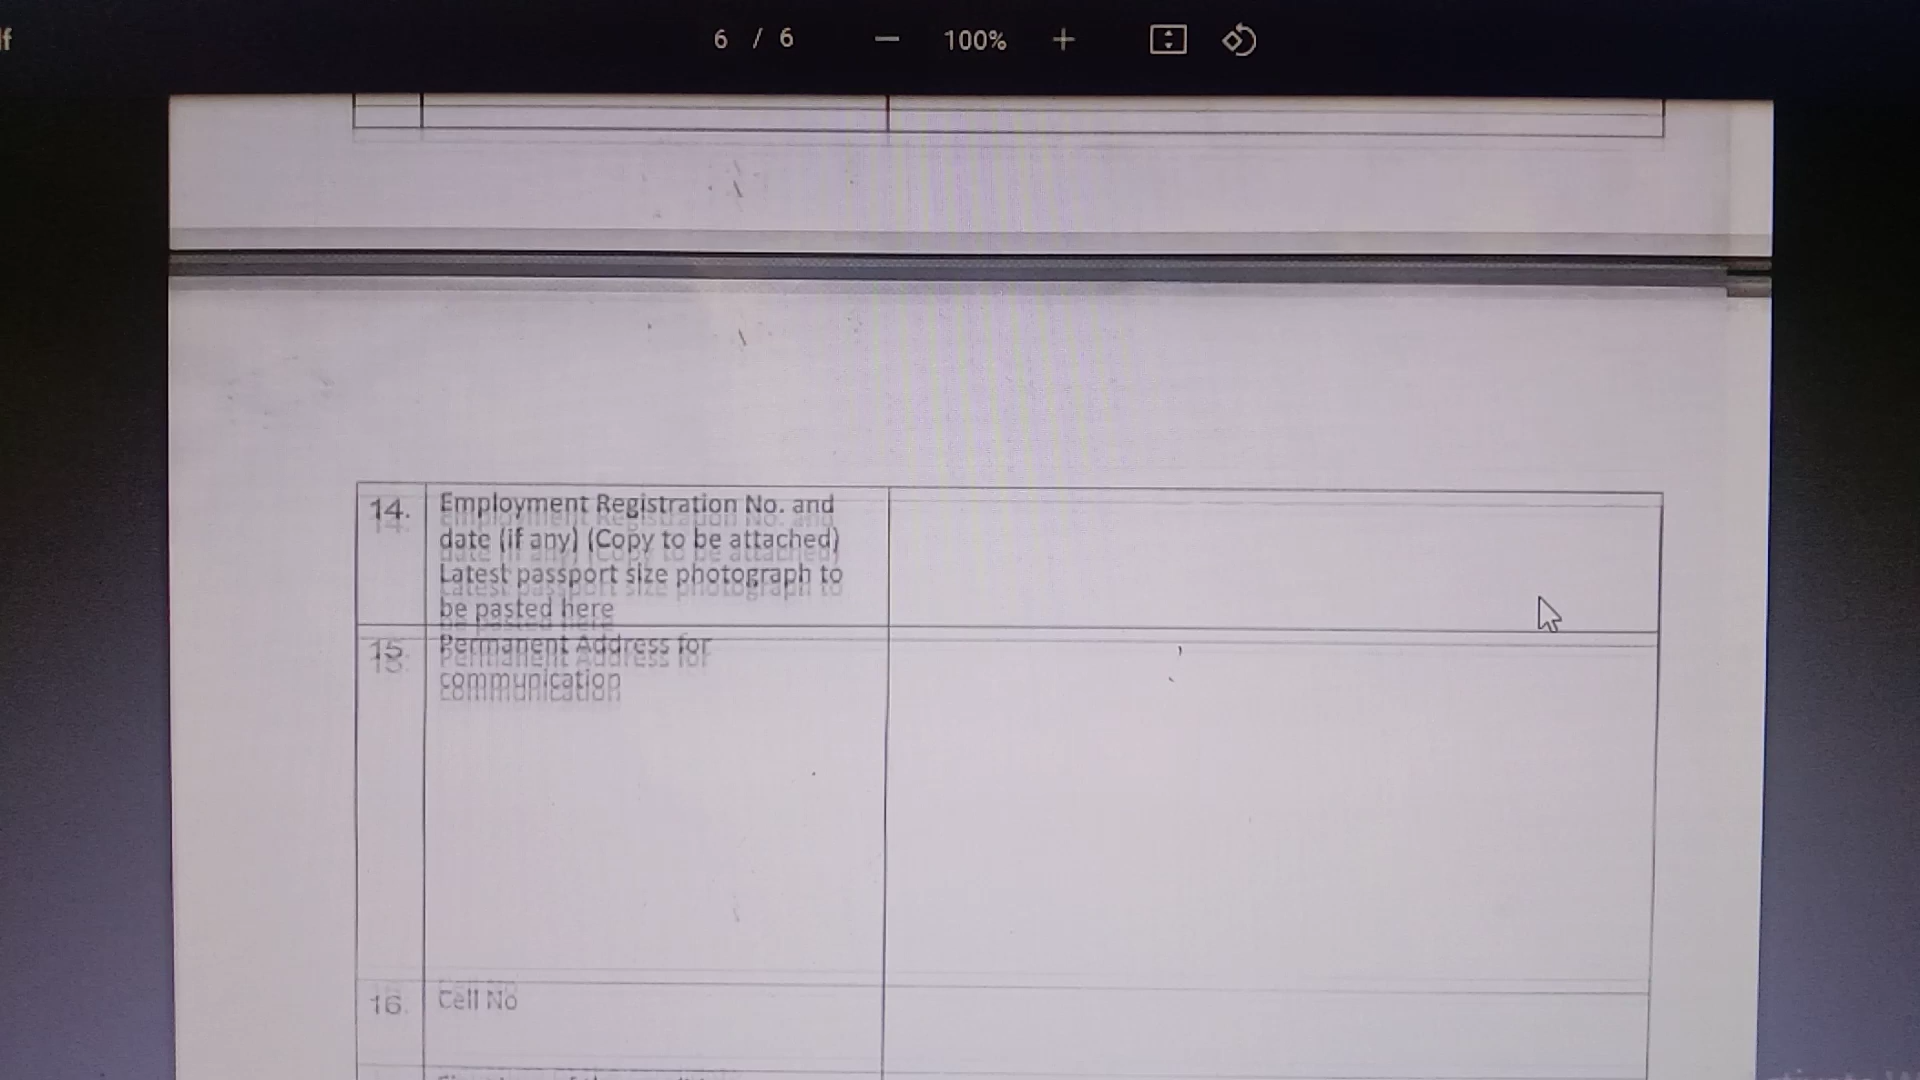 6 / 6
100%
14. Employment Registration No. and
date (if any) (Copy to be attached)
Latest passport size photograph to
be pasted here
15. Permanent Address for
communication
16. Cell No